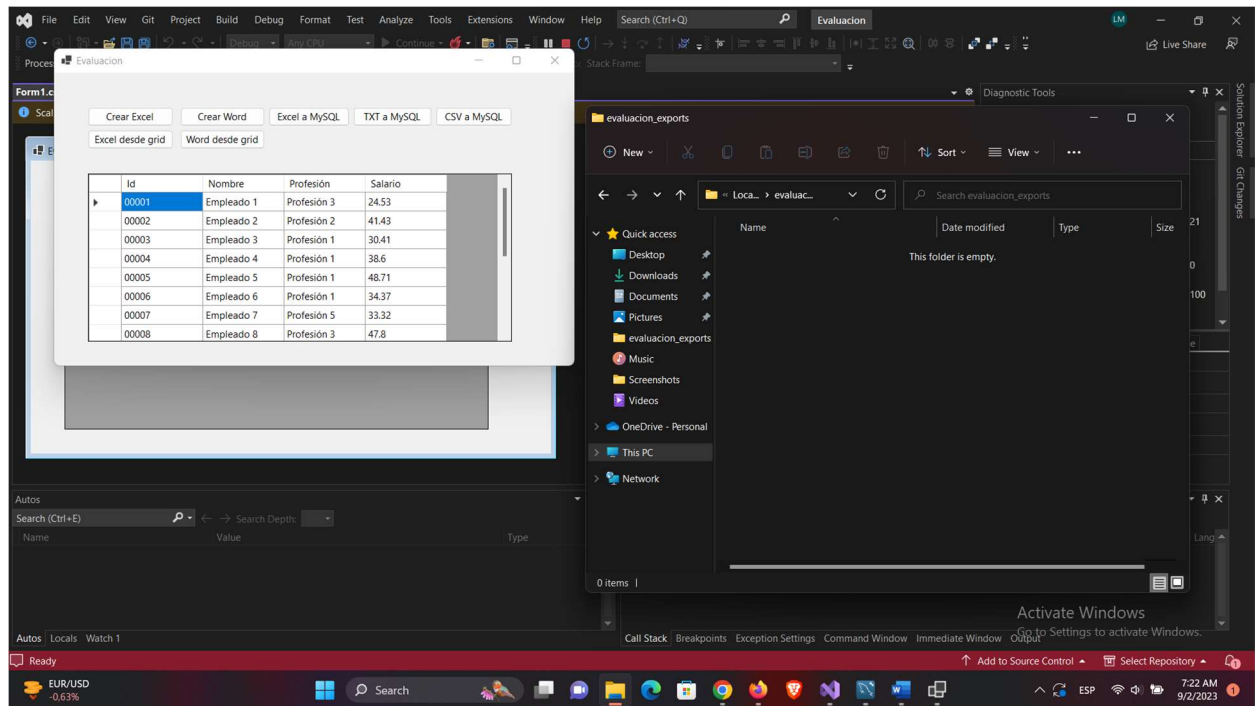 File Edit View Git Project Build Debug Format Test Analyze Tools Extensions Window Help Search (Ctrl+Q) Evaluacion LM
Debug Any CPU Continue Live Share
Proces Stack Frame:
Evaluacion
Form1.c Diagnostic Tools
Scal
Crear Excel Crear Word Excel a MySQL TXT a MySQL CSV a MySQL
Excel desde grid Word desde grid
Id Nombre Profesión Salario
00001 Empleado 1 Profesión 3 24.53
00002 Empleado 2 Profesión 2 41.43
00003 Empleado 3 Profesión 1 30.41
00004 Empleado 4 Profesión 1 38.6
00005 Empleado 5 Profesión 1 48.71
00006 Empleado 6 Profesión 1 34.37
00007 Empleado 7 Profesión 5 33.32
00008 Empleado 8 Profesión 3 47.8
evaluacion_exports
New Sort View
« Loca... › evaluac... Search evaluacion_exports
Name Date modified Type Size
This folder is empty.
Quick access
Desktop
Downloads
Documents
Pictures
evaluacion_exports
Music
Screenshots
Videos
OneDrive - Personal
This PC
Network
0 items
Solution Explorer
Git Changes
21
0
100
Autos
Search (Ctrl+E) Search Depth:
Name Value Type
Lang
Activate Windows
Go to Settings to activate Windows.
Autos Locals Watch 1
Call Stack Breakpoints Exception Settings Command Window Immediate Window Output
Ready Add to Source Control Select Repository
EUR/USD
-0,63%
Search
ESP
7:22 AM
9/2/2023
1